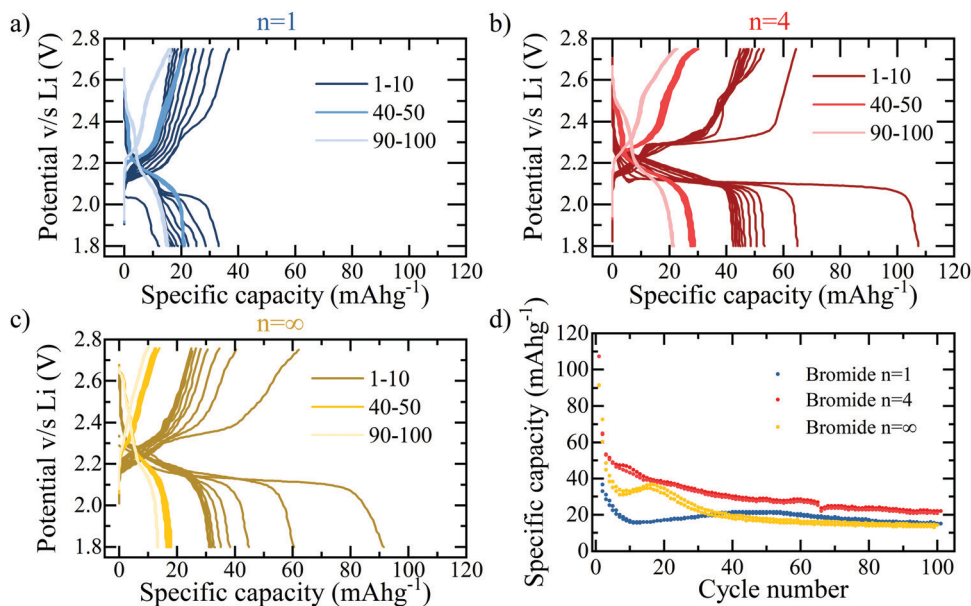 a)
n=1
Potential v/s Li (V)
2.8
2.6
2.4
2.2
2.0
1.8
1-10
40-50
90-100
0 20 40 60 80 100 120
Specific capacity (mAhg-1)
b)
n=4
Potential v/s Li (V)
2.8
2.6
2.4
2.2
2.0
1.8
1-10
40-50
90-100
0 20 40 60 80 100 120
Specific capacity (mAhg-1)
c)
n=∞
Potential v/s Li (V)
2.8
2.6
2.4
2.2
2.0
1.8
1-10
40-50
90-100
0 20 40 60 80 100 120
Specific capacity (mAhg-1)
d)
Specific capacity (mAhg-1)
120
100
80
60
40
20
0
Bromide n=1
Bromide n=4
Bromide n=∞
0 20 40 60 80 100
Cycle number